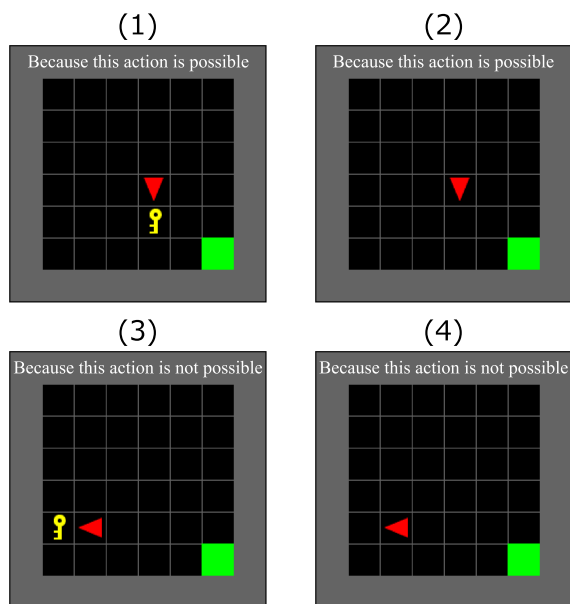 (1)
(2)
Because this action is possible
Because this action is possible
(3)
(4)
Because this action is not possible
Because this action is not possible